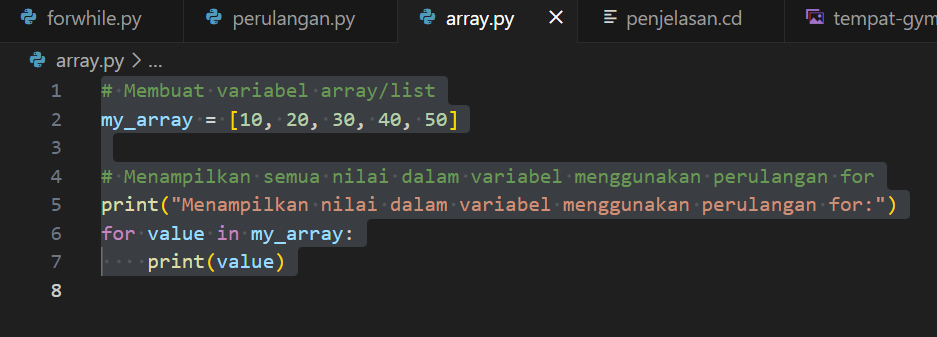 forwhile.py perulangan.py array.py penjelasan.cd tempat-gym
array.py > ...
1 # Membuat variabel array/list
2 my_array = [10, 20, 30, 40, 50]
3
4 # Menampilkan semua nilai dalam variabel menggunakan perulangan for
5 print("Menampilkan nilai dalam variabel menggunakan perulangan for:")
6 for value in my_array:
7     print(value)
8